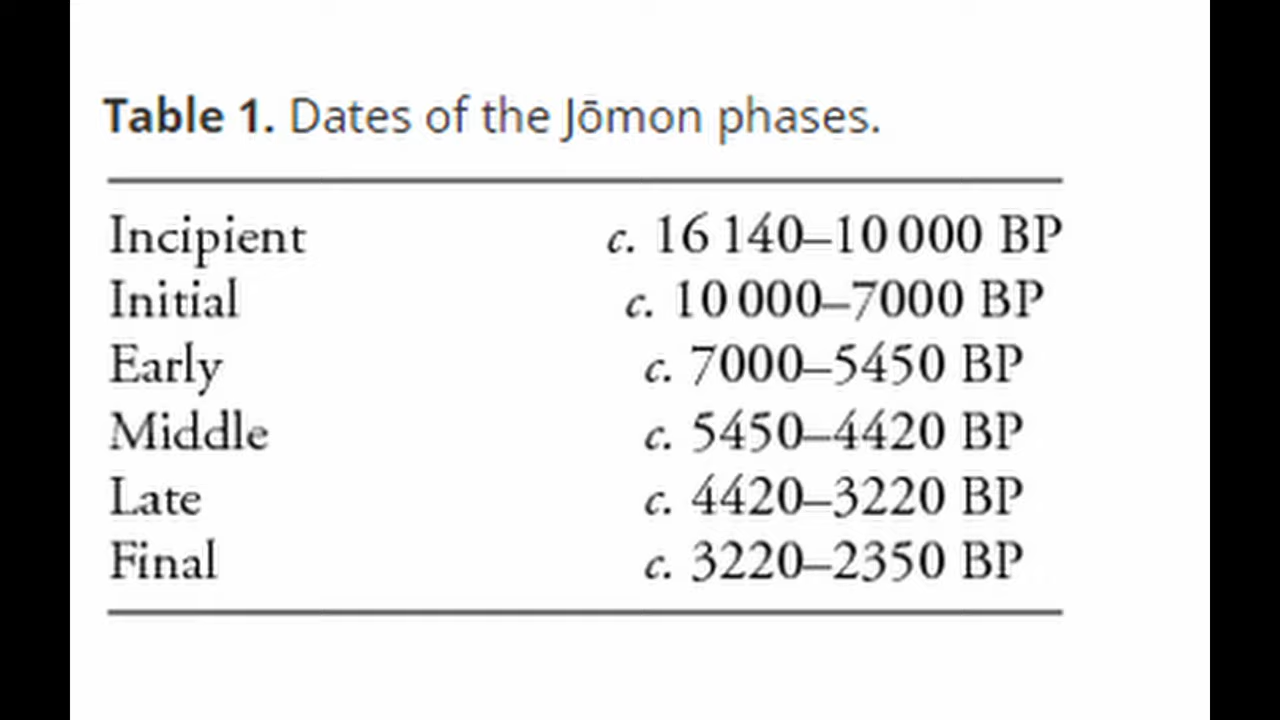 Table 1. Dates of the Jōmon phases.
Incipient c. 16 140–10 000 BP
Initial c. 10 000–7000 BP
Early c. 7000–5450 BP
Middle c. 5450–4420 BP
Late c. 4420–3220 BP
Final c. 3220–2350 BP